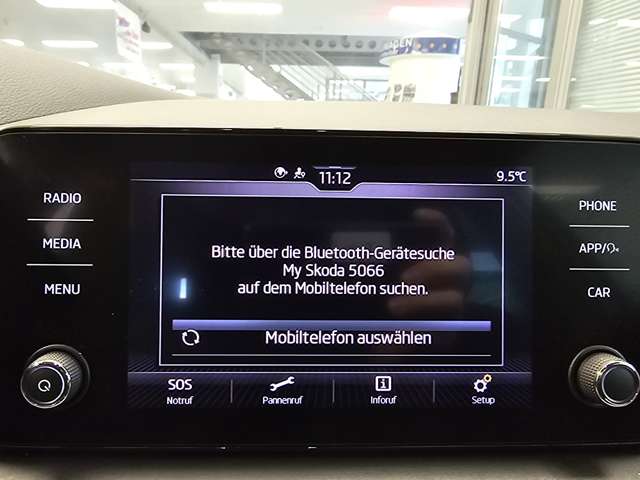 AGEN
11:12
9.5°C
RADIO
MEDIA
MENU
Bitte über die Bluetooth-Gerätesuche
My Skoda 5066
auf dem Mobiltelefon suchen.
Mobiltelefon auswählen
SOS
Notruf
Pannenruf
i
Inforuf
Setup
PHONE
APP/
CAR